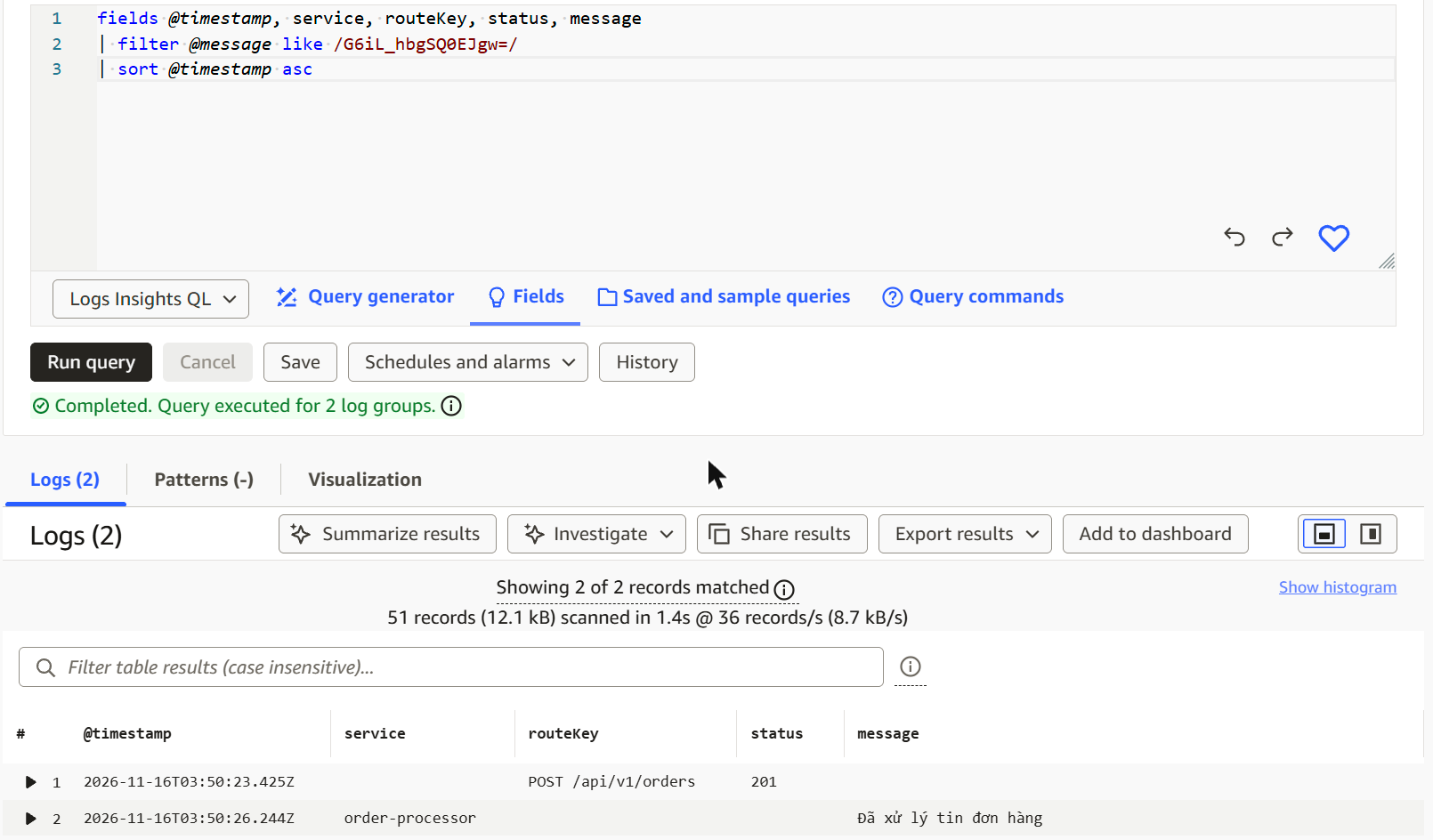 1 fields @timestamp, service, routeKey, status, message
2 | filter @message like /G6iL_hbgSQ0EJgw=/
3 | sort @timestamp asc
Logs Insights QL Query generator Fields Saved and sample queries Query commands
Run query Cancel Save Schedules and alarms History
Completed. Query executed for 2 log groups.
Logs (2) Patterns (-) Visualization
Logs (2) Summarize results Investigate Share results Export results Add to dashboard
Showing 2 of 2 records matched Show histogram
51 records (12.1 kB) scanned in 1.4s @ 36 records/s (8.7 kB/s)
Filter table results (case insensitive)...
# @timestamp service routeKey status message
1 2026-11-16T03:50:23.425Z POST /api/v1/orders 201
2 2026-11-16T03:50:26.244Z order-processor Đã xử lý tin đơn hàng